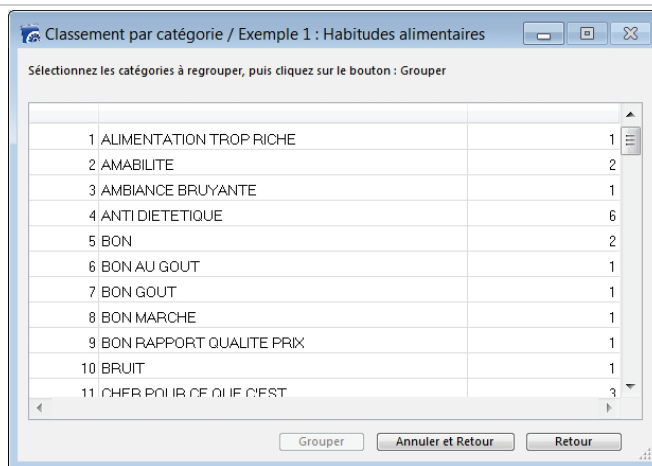 Classement par catégorie / Exemple 1 : Habitudes alimentaires
Sélectionnez les catégories à regrouper, puis cliquez sur le bouton : Grouper
1 ALIMENTATION TROP RICHE 1
2 AMABILITE 2
3 AMBIANCE BRUYANTE 1
4 ANTI DIETETIQUE 6
5 BON 2
6 BON AU GOUT 1
7 BON GOUT 1
8 BON MARCHE 1
9 BON RAPPORT QUALITE PRIX 1
10 BRUIT 1
11 CHER POUR CE QUE C'EST 3
Grouper Annuler et Retour Retour